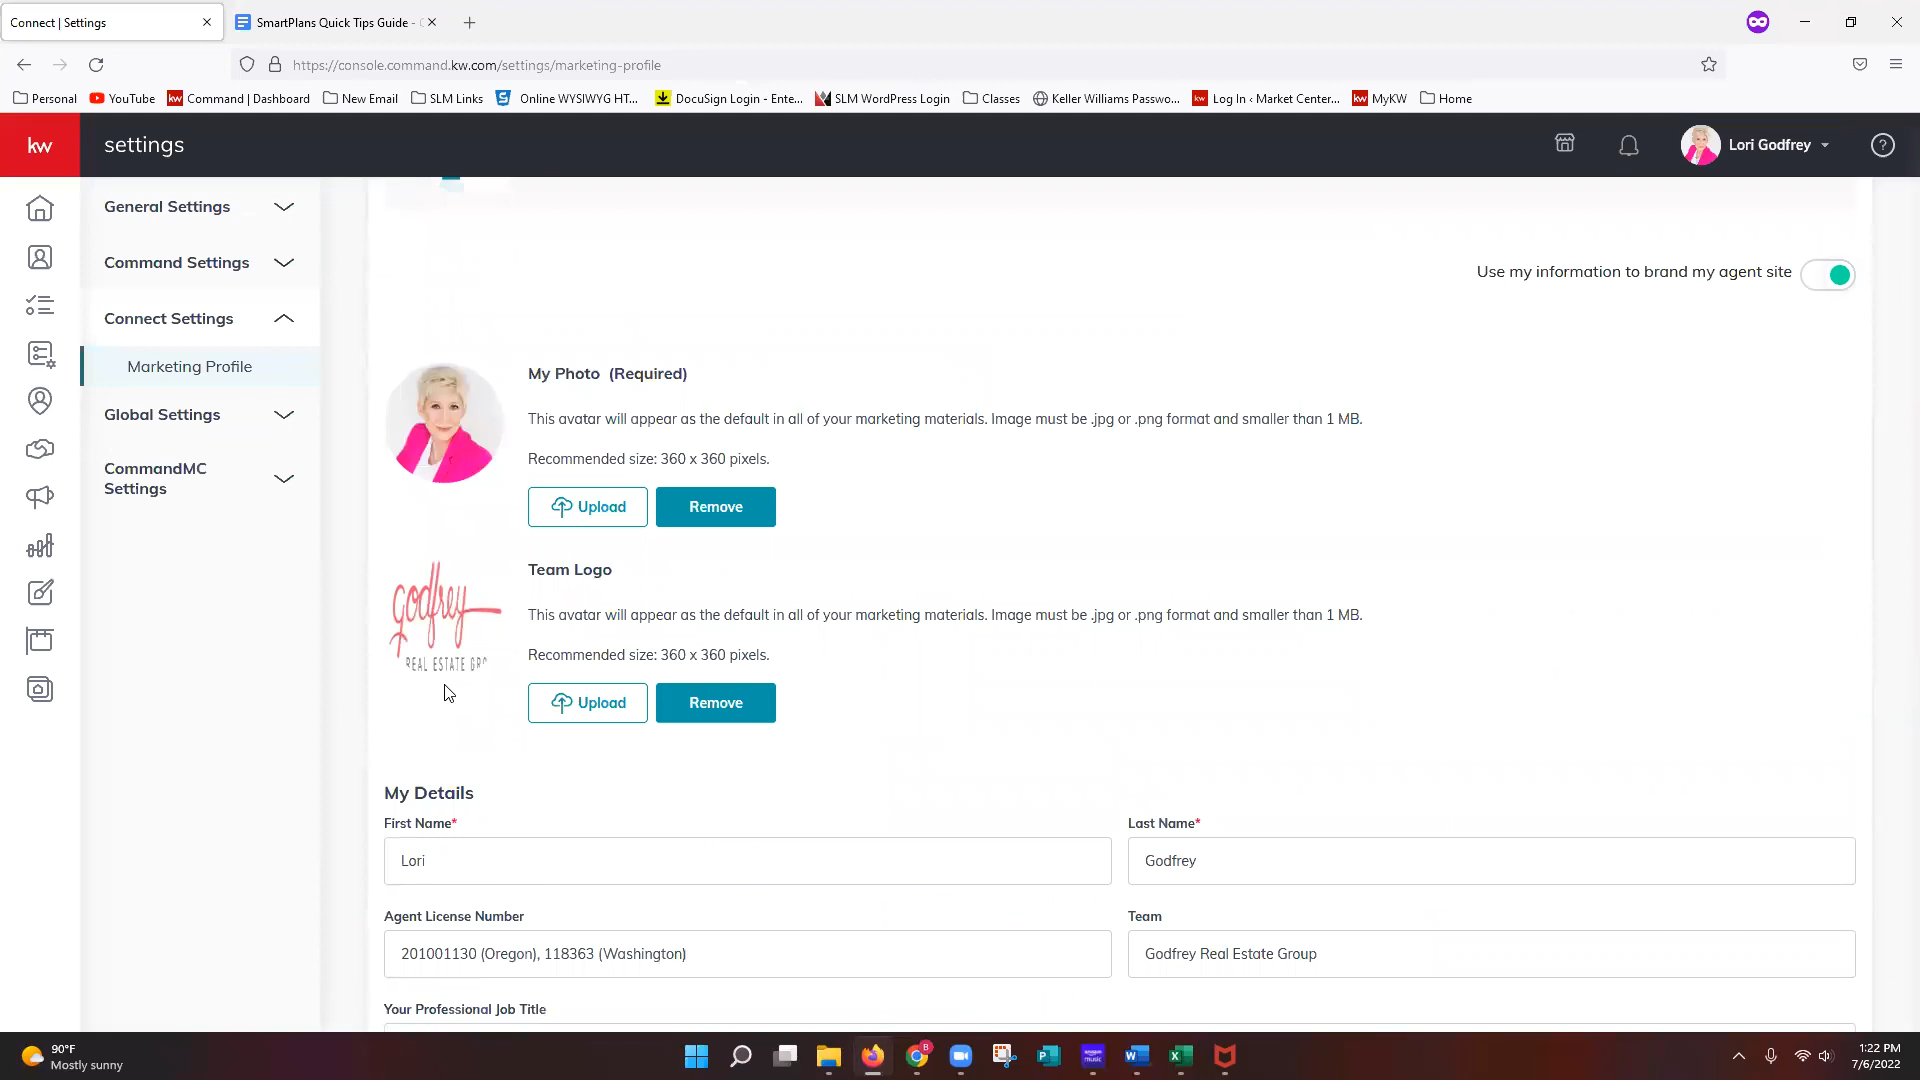 Connect | Settings
SmartPlans Quick Tips Guide -
https://console.command.kw.com/settings/marketing-profile
Personal
YouTube
kw Command | Dashboard
New Email
SLM Links
Online WYSIWYG HT...
DocuSign Login - Ente...
SLM WordPress Login
Classes
Keller Williams Passwo...
kw Log In ‹ Market Center...
kw MyKW
Home
kw
settings
Lori Godfrey
General Settings
Command Settings
Connect Settings
Marketing Profile
Global Settings
CommandMC
Settings
Use my information to brand my agent site
My Photo (Required)
This avatar will appear as the default in all of your marketing materials. Image must be .jpg or .png format and smaller than 1 MB.
Recommended size: 360 x 360 pixels.
Upload
Remove
godfrey
REAL ESTATE GR
Team Logo
This avatar will appear as the default in all of your marketing materials. Image must be .jpg or .png format and smaller than 1 MB.
Recommended size: 360 x 360 pixels.
Upload
Remove
My Details
First Name*
Last Name*
Lori
Godfrey
Agent License Number
Team
201001130 (Oregon), 118363 (Washington)
Godfrey Real Estate Group
Your Professional Job Title
90°F
Mostly sunny
1:22 PM
7/6/2022